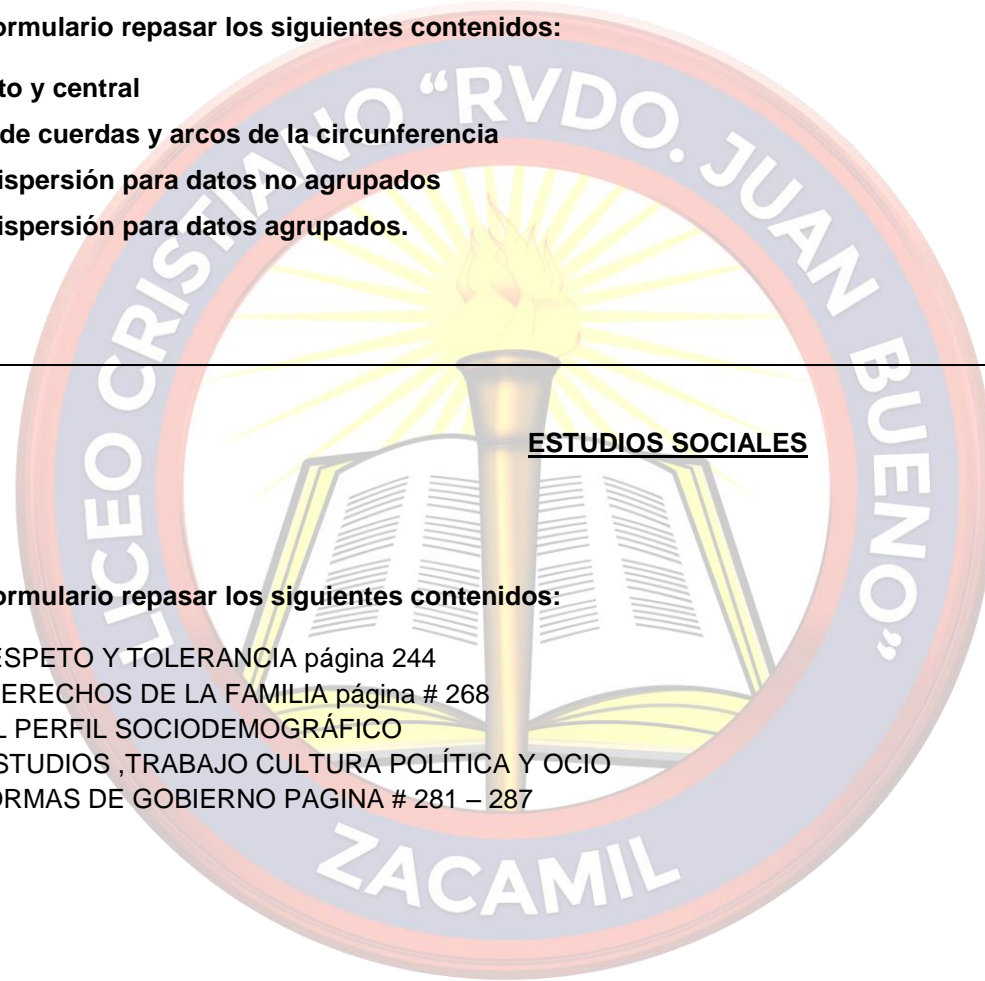 ormulario repasar los siguientes contenidos:
to y central
de cuerdas y arcos de la circunferencia
ispersión para datos no agrupados
ispersión para datos agrupados.
ESTUDIOS SOCIALES
ormulario repasar los siguientes contenidos:
ESPETO Y TOLERANCIA página 244
ERECHOS DE LA FAMILIA página # 268
L PERFIL SOCIODEMOGRÁFICO
STUDIOS ,TRABAJO CULTURA POLÍTICA Y OCIO
ORMAS DE GOBIERNO PAGINA # 281 – 287
LICEO CRISTIANO “RVDO. JUAN BUENO”
ZACAMIL